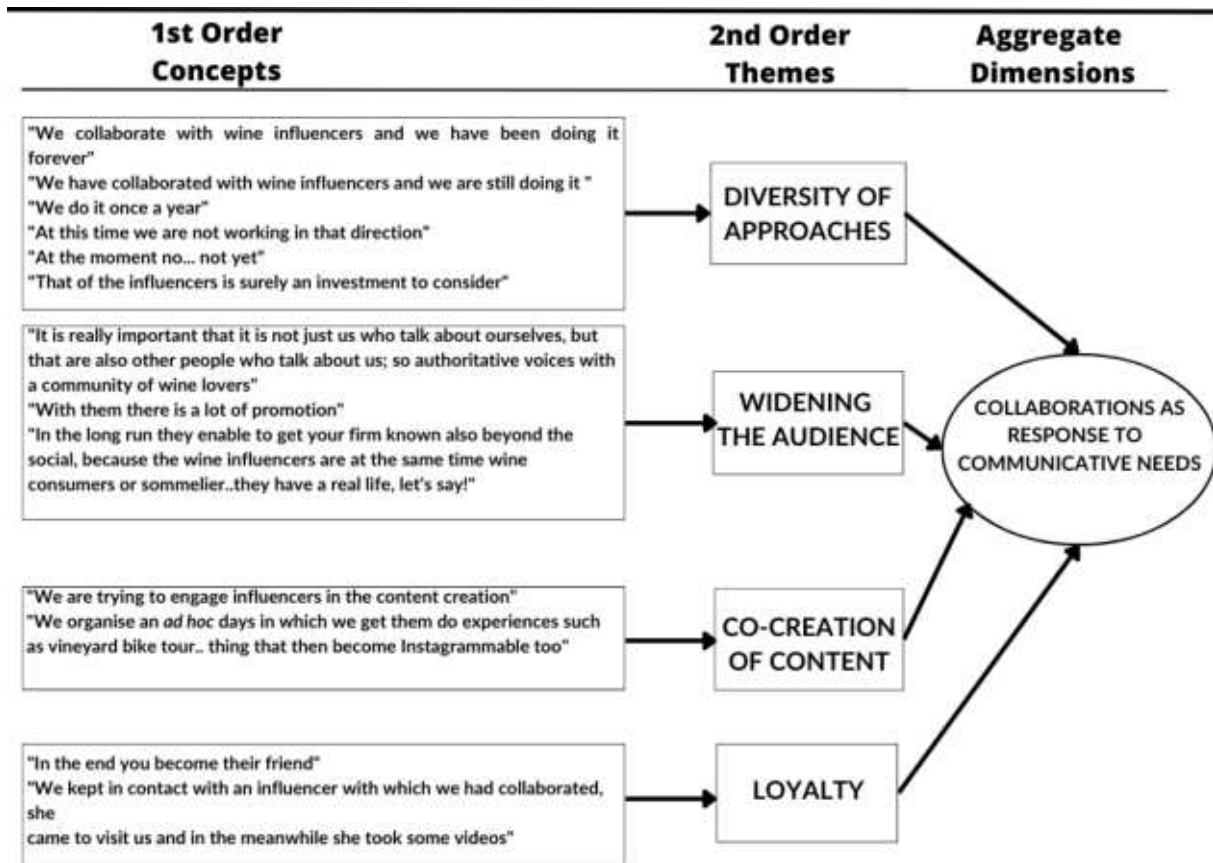 1st Order
Concepts
2nd Order
Themes
Aggregate
Dimensions
"We collaborate with wine influencers and we have been doing it
forever"
"We have collaborated with wine influencers and we are still doing it "
"We do it once a year"
"At this time we are not working in that direction"
"At the moment no... not yet"
"That of the influencers is surely an investment to consider"
DIVERSITY OF
APPROACHES
"It is really important that it is not just us who talk about ourselves, but
that are also other people who talk about us; so authoritative voices with
a community of wine lovers"
"With them there is a lot of promotion"
"In the long run they enable to get your firm known also beyond the
social, because the wine influencers are at the same time wine
consumers or sommelier..they have a real life, let's say!"
WIDENING
THE AUDIENCE
COLLABORATIONS AS
RESPONSE TO
COMMUNICATIVE NEEDS
"We are trying to engage influencers in the content creation"
"We organise an ad hoc days in which we get them do experiences such
as vineyard bike tour.. thing that then become Instagrammable too"
CO-CREATION
OF CONTENT
"In the end you become their friend"
"We kept in contact with an influencer with which we had collaborated,
she
came to visit us and in the meanwhile she took some videos"
LOYALTY